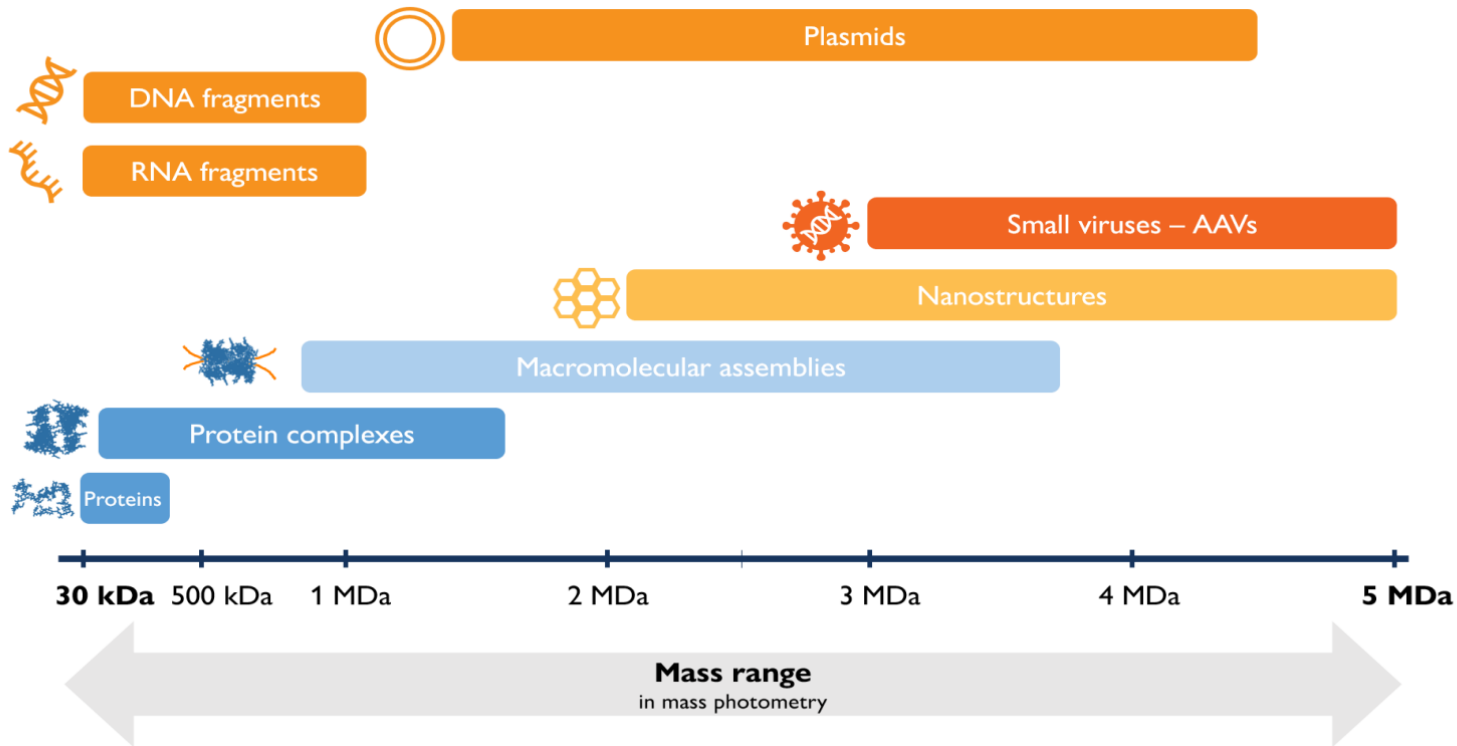 Plasmids
DNA fragments
RNA fragments
Small viruses – AAVs
Nanostructures
Macromolecular assemblies
Protein complexes
Proteins
30 kDa 500 kDa 1 MDa 2 MDa 3 MDa 4 MDa 5 MDa
Mass range
in mass photometry